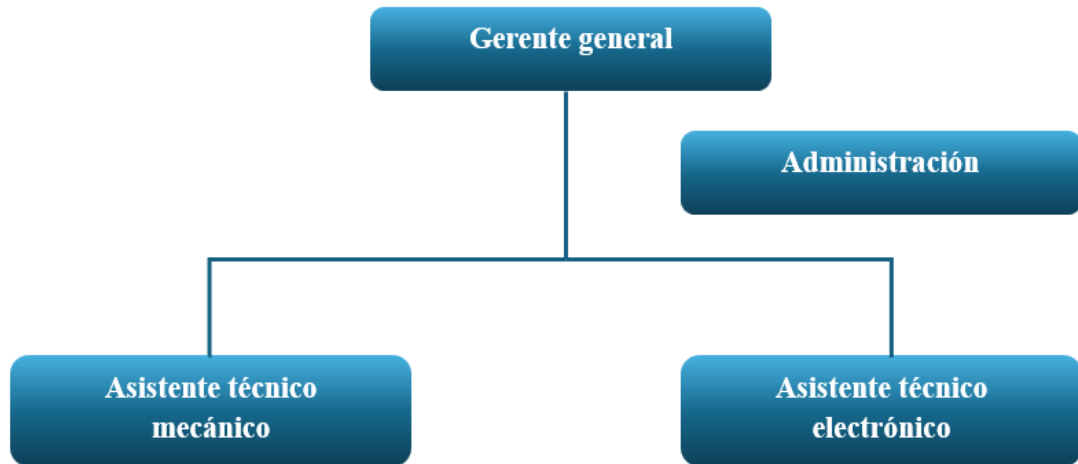 Gerente general
Administración
Asistente técnico
mecánico
Asistente técnico
electrónico